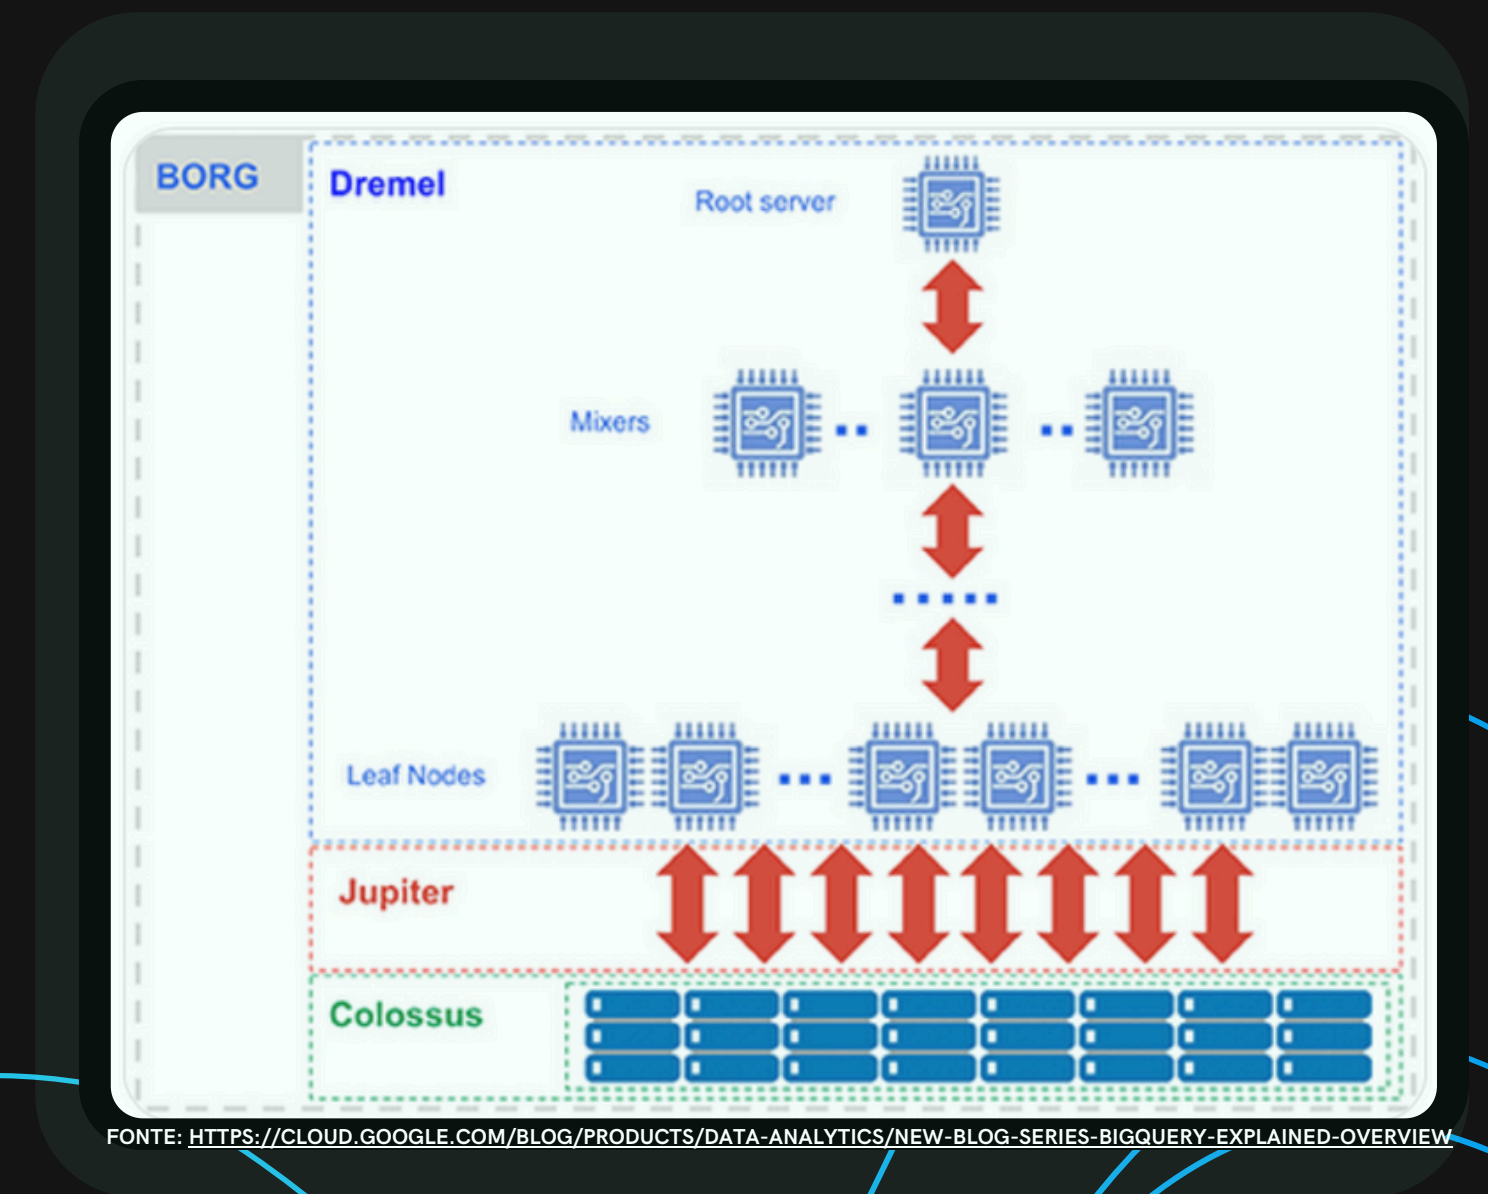 BORG
Dremel
Root server
Mixers
Leaf Nodes
Jupiter
Colossus
FONTE: HTTPS://CLOUD.GOOGLE.COM/BLOG/PRODUCTS/DATA-ANALYTICS/NEW-BLOG-SERIES-BIGQUERY-EXPLAINED-OVERVIEW